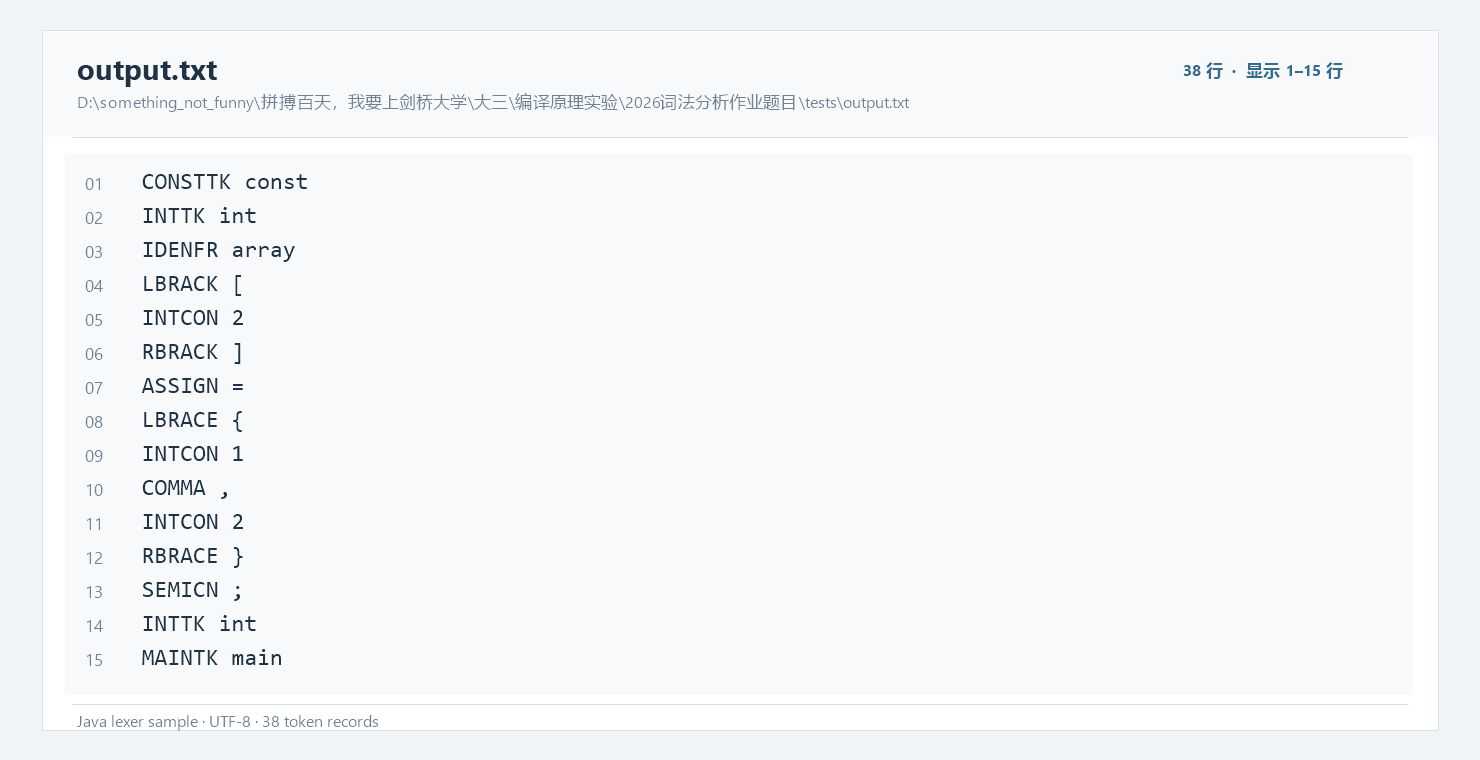 output.txt
38 行 · 显示 1–15 行
D:\something_not_funny\拼搏百天，我要上剑桥大学\大三\编译原理实验\2026词法分析作业题目\tests\output.txt
01 CONSTTK const
02 INTTK int
03 IDENFR array
04 LBRACK [
05 INTCON 2
06 RBRACK ]
07 ASSIGN =
08 LBRACE {
09 INTCON 1
10 COMMA ,
11 INTCON 2
12 RBRACE }
13 SEMICN ;
14 INTTK int
15 MAINTK main
Java lexer sample · UTF-8 · 38 token records